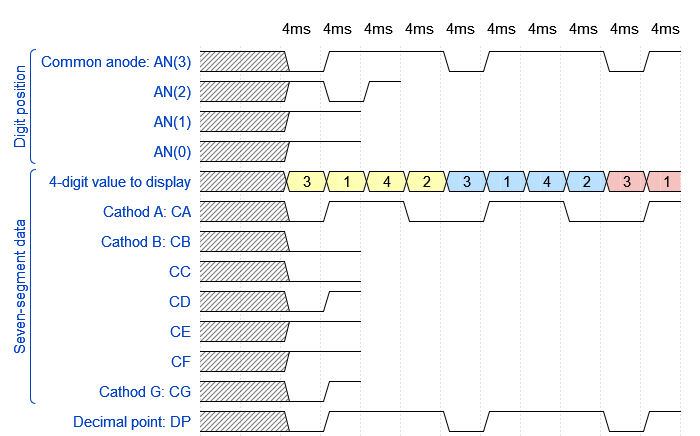 4ms 4ms 4ms 4ms 4ms 4ms 4ms 4ms 4ms 4ms
Digit position
Common anode: AN(3)
AN(2)
AN(1)
AN(0)
Seven-segment data
4-digit value to display 3 1 4 2 3 1 4 2 3 1
Cathod A: CA
Cathod B: CB
CC
CD
CE
CF
Cathod G: CG
Decimal point: DP